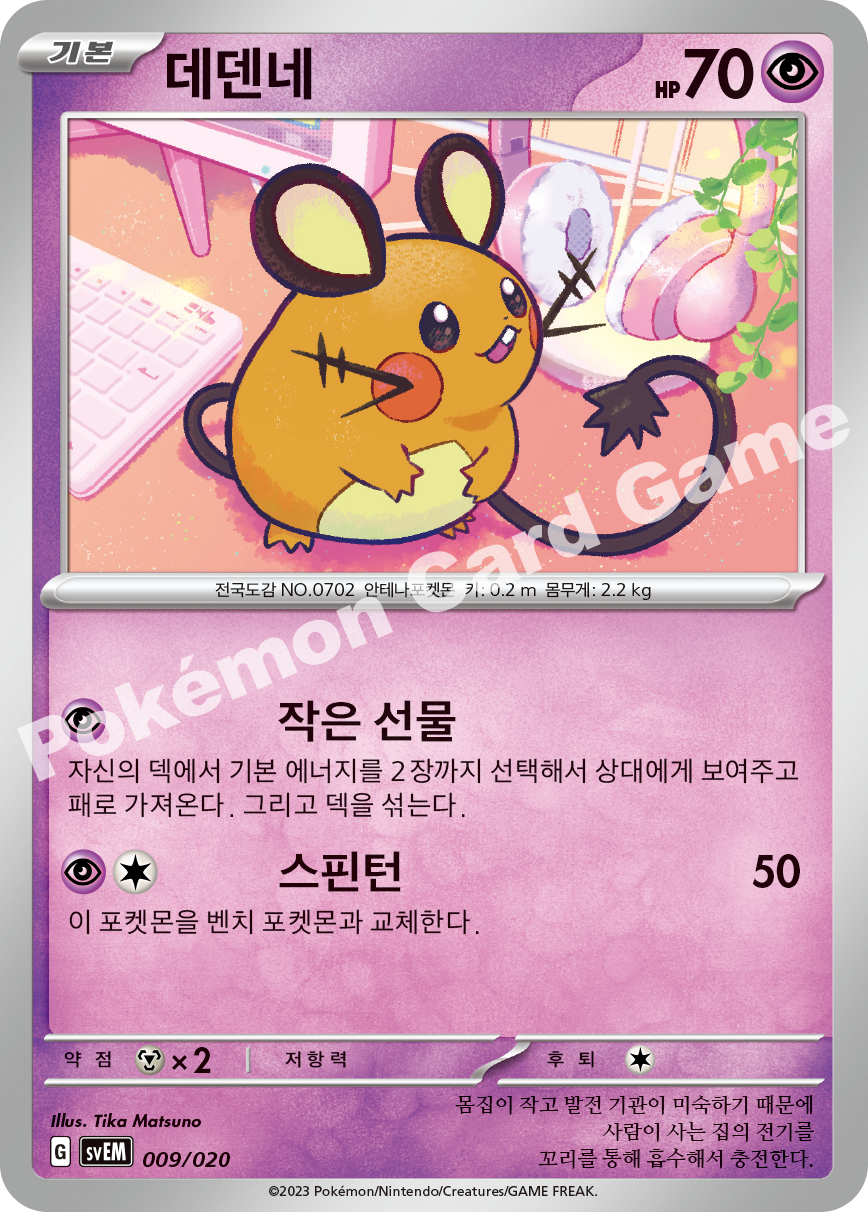 기본 데덴네 HP 70
전국도감 NO.0702 안테나포켓몬 키: 0.2 m 몸무게: 2.2 kg
Pokémon Card Game
작은 선물
자신의 덱에서 기본 에너지를 2장까지 선택해서 상대에게 보여주고
패로 가져온다. 그리고 덱을 섞는다.
스핀턴 50
이 포켓몬을 벤치 포켓몬과 교체한다.
약점 ×2 저항력 후퇴
몸집이 작고 발전 기관이 미숙하기 때문에
사람이 사는 집의 전기를
꼬리를 통해 흡수해서 충전한다.
Illus. Tika Matsuno
G svEM 009/020
©2023 Pokémon/Nintendo/Creatures/GAME FREAK.